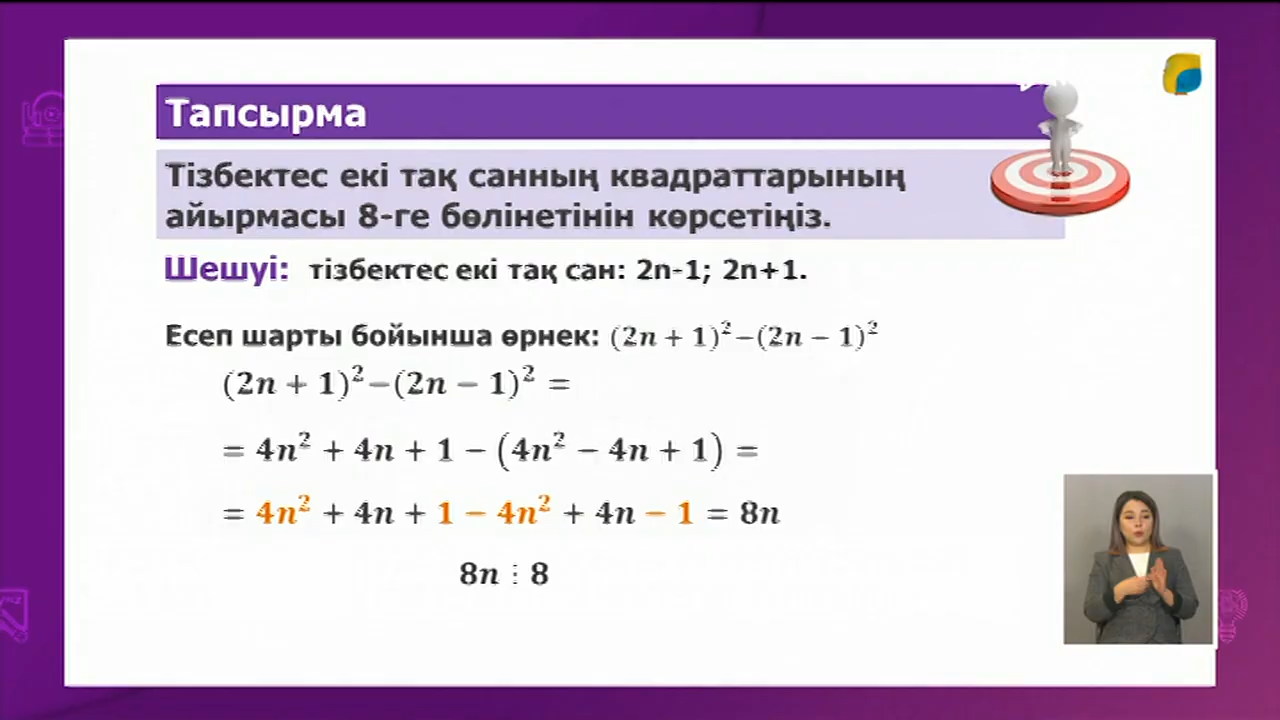 Тапсырма
Тізбектес екі тақ санның квадраттарының
айырмасы 8-ге бөлінетінін көрсетіңіз.
Шешуі: тізбектес екі тақ сан: 2n-1; 2n+1.
Есеп шарты бойынша өрнек: (2n + 1)²−(2n − 1)²
(2n + 1)²−(2n − 1)² =
= 4n² + 4n + 1 − (4n² − 4n + 1) =
= 4n² + 4n + 1 − 4n² + 4n − 1 = 8n
8n ⋮ 8